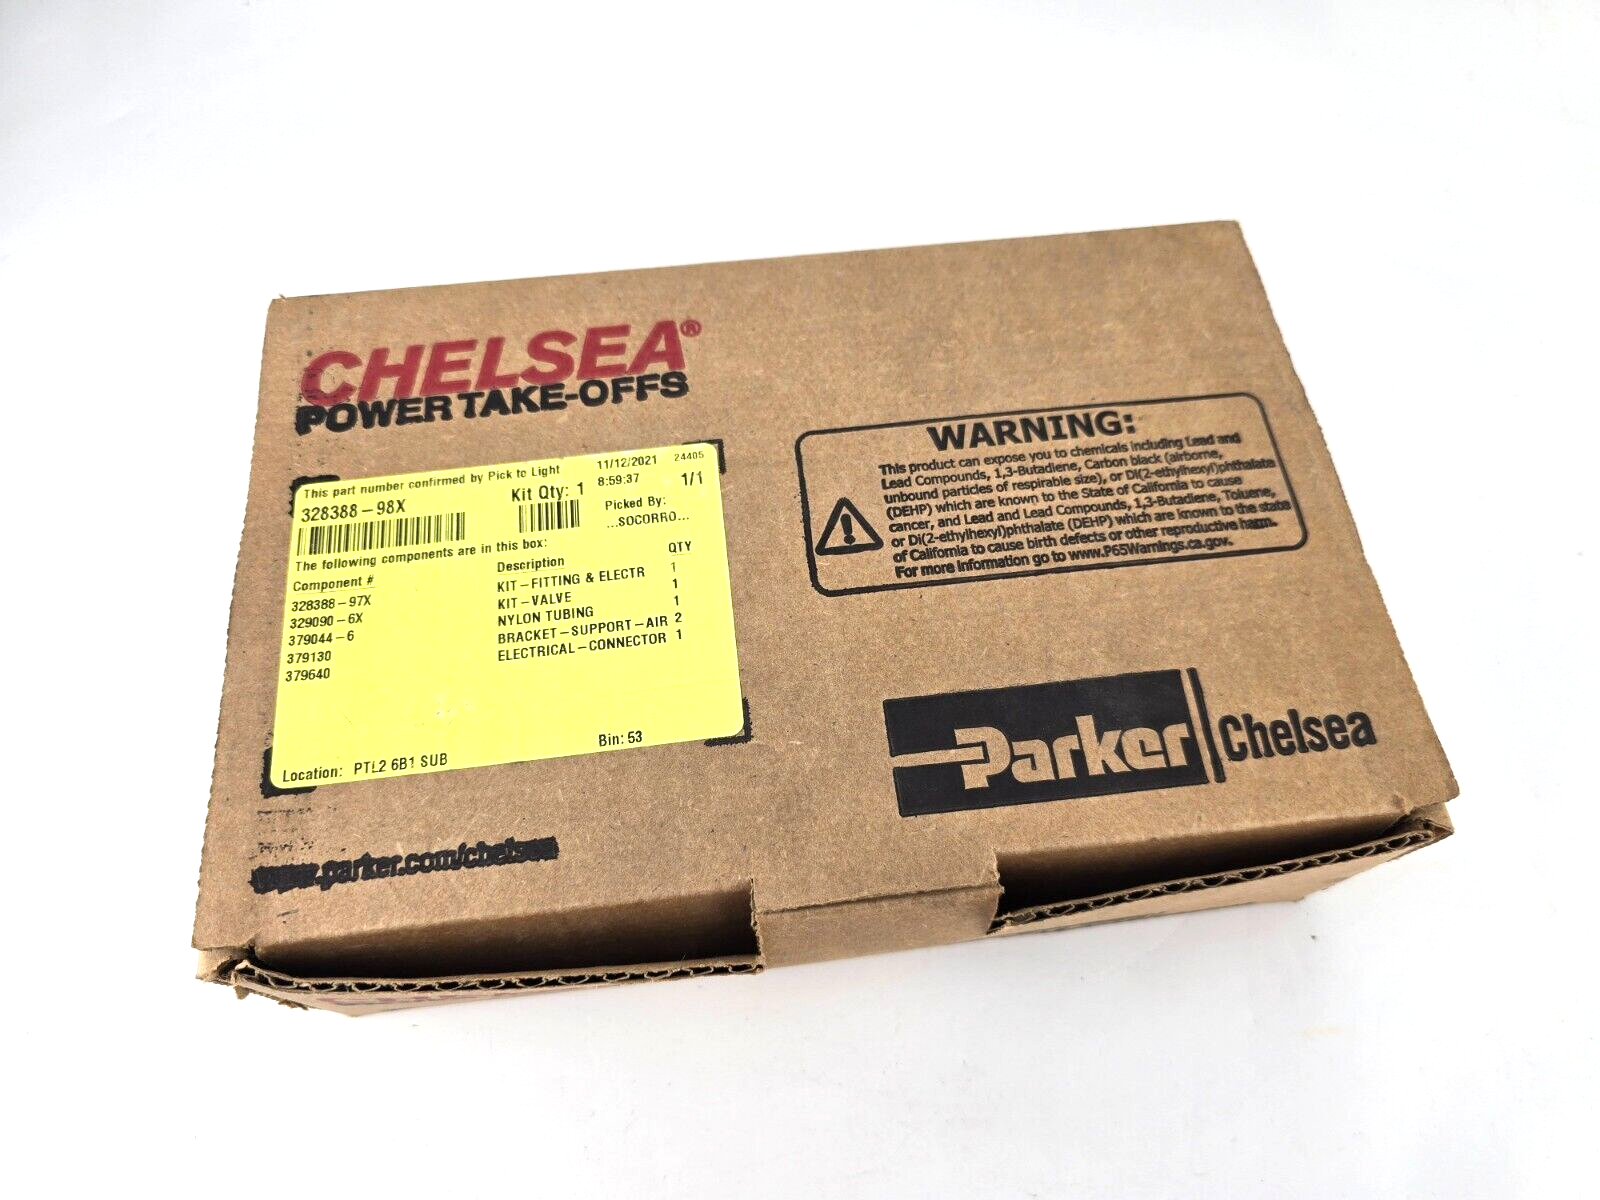 CHELSEA®
POWER TAKE-OFFS
This part number confirmed by Pick to Light 11/12/2021 24405
328388-98X Kit Qty: 1 8:59:37 1/1
Picked By:
...SOCORRO...
The following components are in this box:
Component # Description QTY
328388-97X KIT-FITTING & ELECTR 1
329090-6X KIT-VALVE 1
379044-6 NYLON TUBING 1
379130 BRACKET-SUPPORT-AIR 2
379640 ELECTRICAL-CONNECTOR 1
Bin: 53
Location: PTL2 6B1 SUB
www.parker.com/chelsea
WARNING:
This product can expose you to chemicals including Lead and
Lead Compounds, 1,3-Butadiene, Carbon black (airborne,
unbound particles of respirable size), or Di(2-ethylhexyl)phthalate
(DEHP) which are known to the State of California to cause
cancer, and Lead and Lead Compounds, 1,3-Butadiene, Toluene,
or Di(2-ethylhexyl)phthalate (DEHP) which are known to the state
of California to cause birth defects or other reproductive harm.
For more information go to www.P65Warnings.ca.gov.
Parker Chelsea